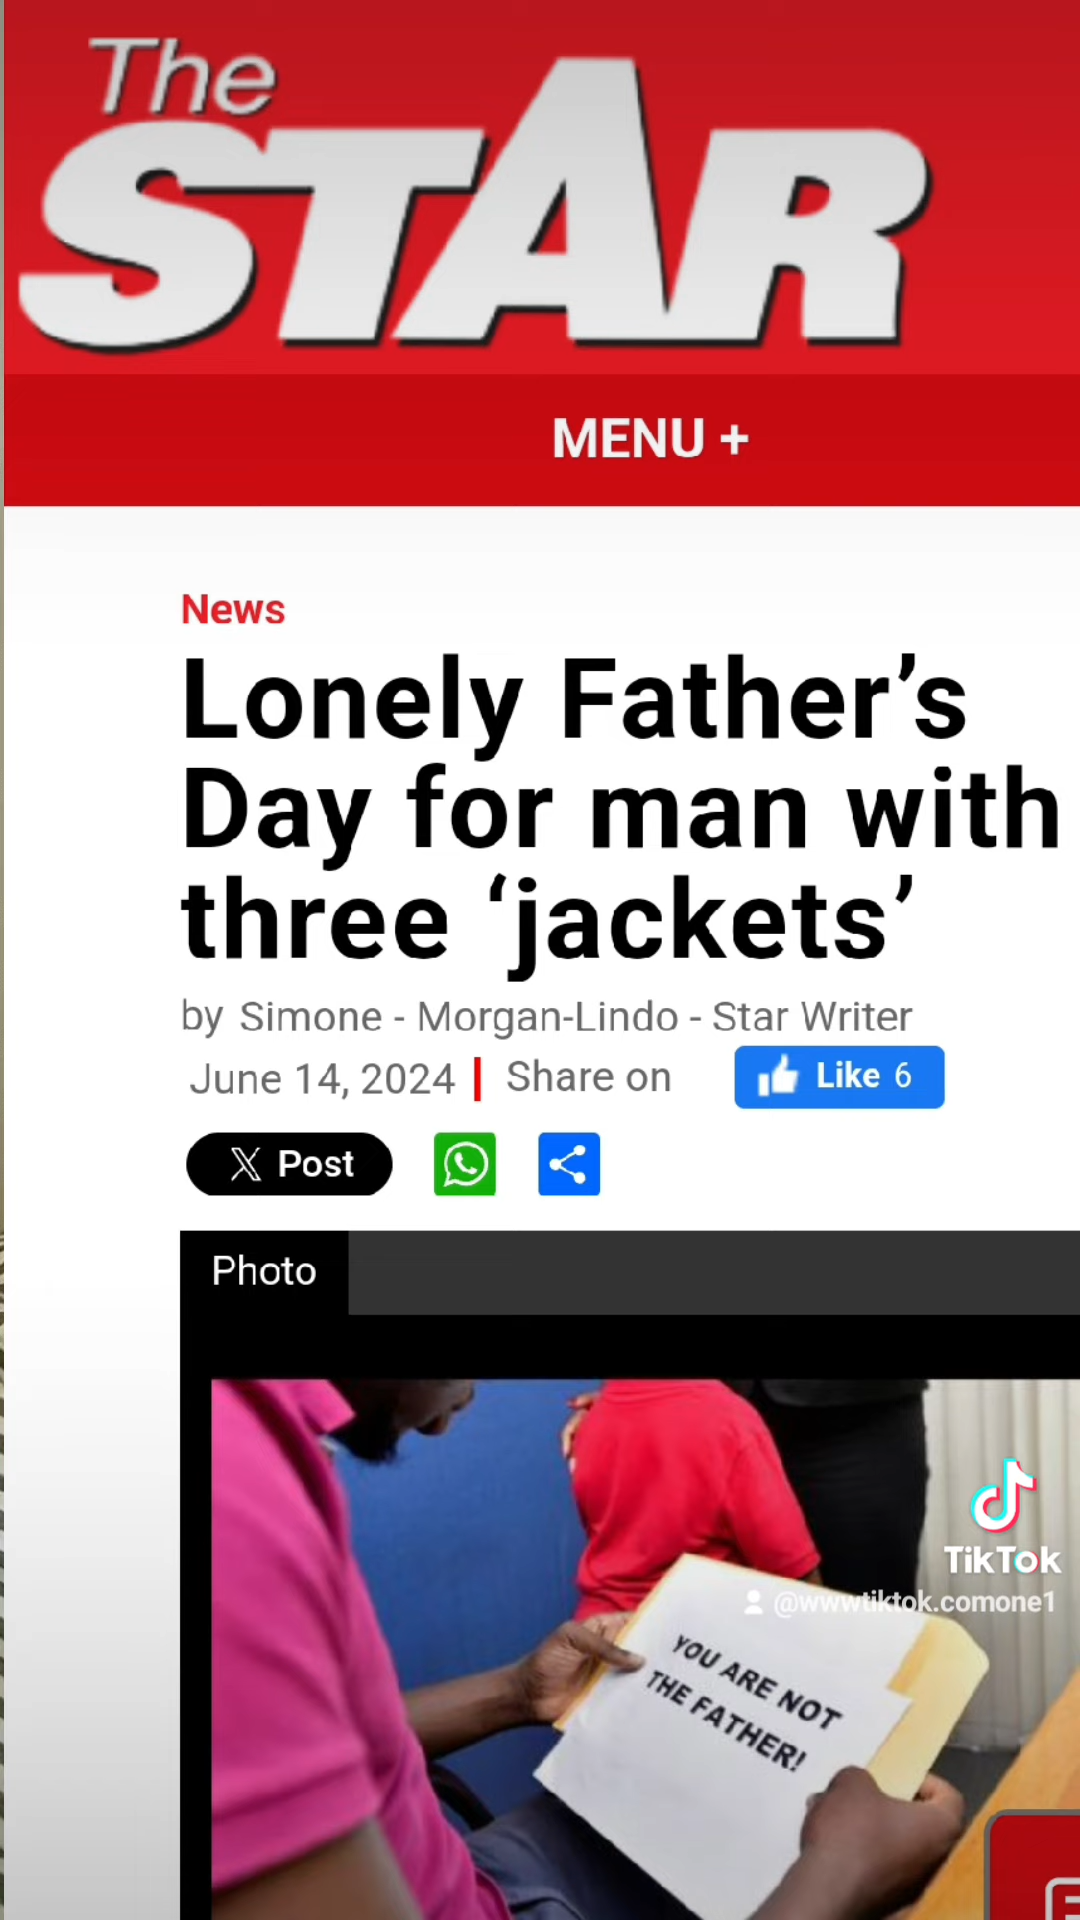 The
STAR
MENU +
News
Lonely Father’s
Day for man with
three ‘jackets’
by Simone - Morgan-Lindo - Star Writer
June 14, 2024 | Share on
Like 6
X Post
Photo
TikTok
@wwwtiktok.comone1
YOU ARE NOT
THE FATHER!